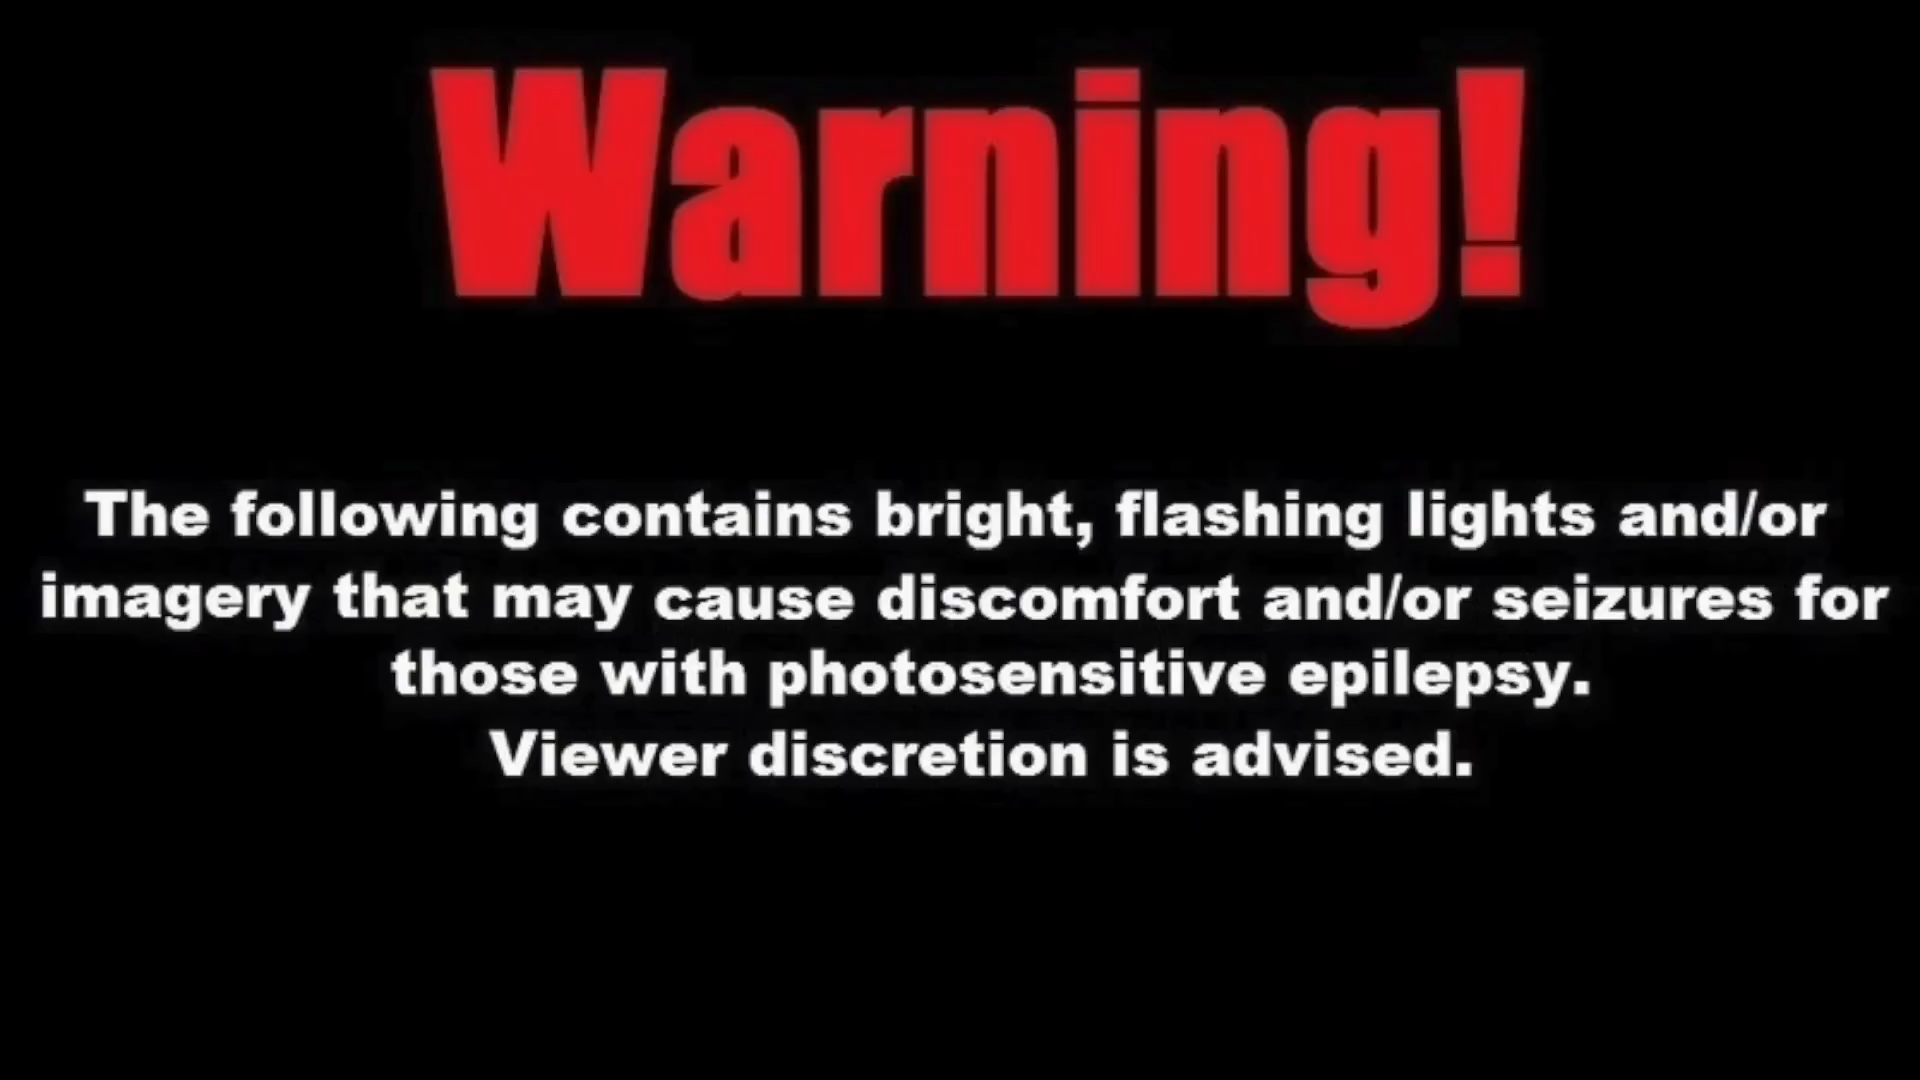 Warning!
The following contains bright, flashing lights and/or
imagery that may cause discomfort and/or seizures for
those with photosensitive epilepsy.
Viewer discretion is advised.